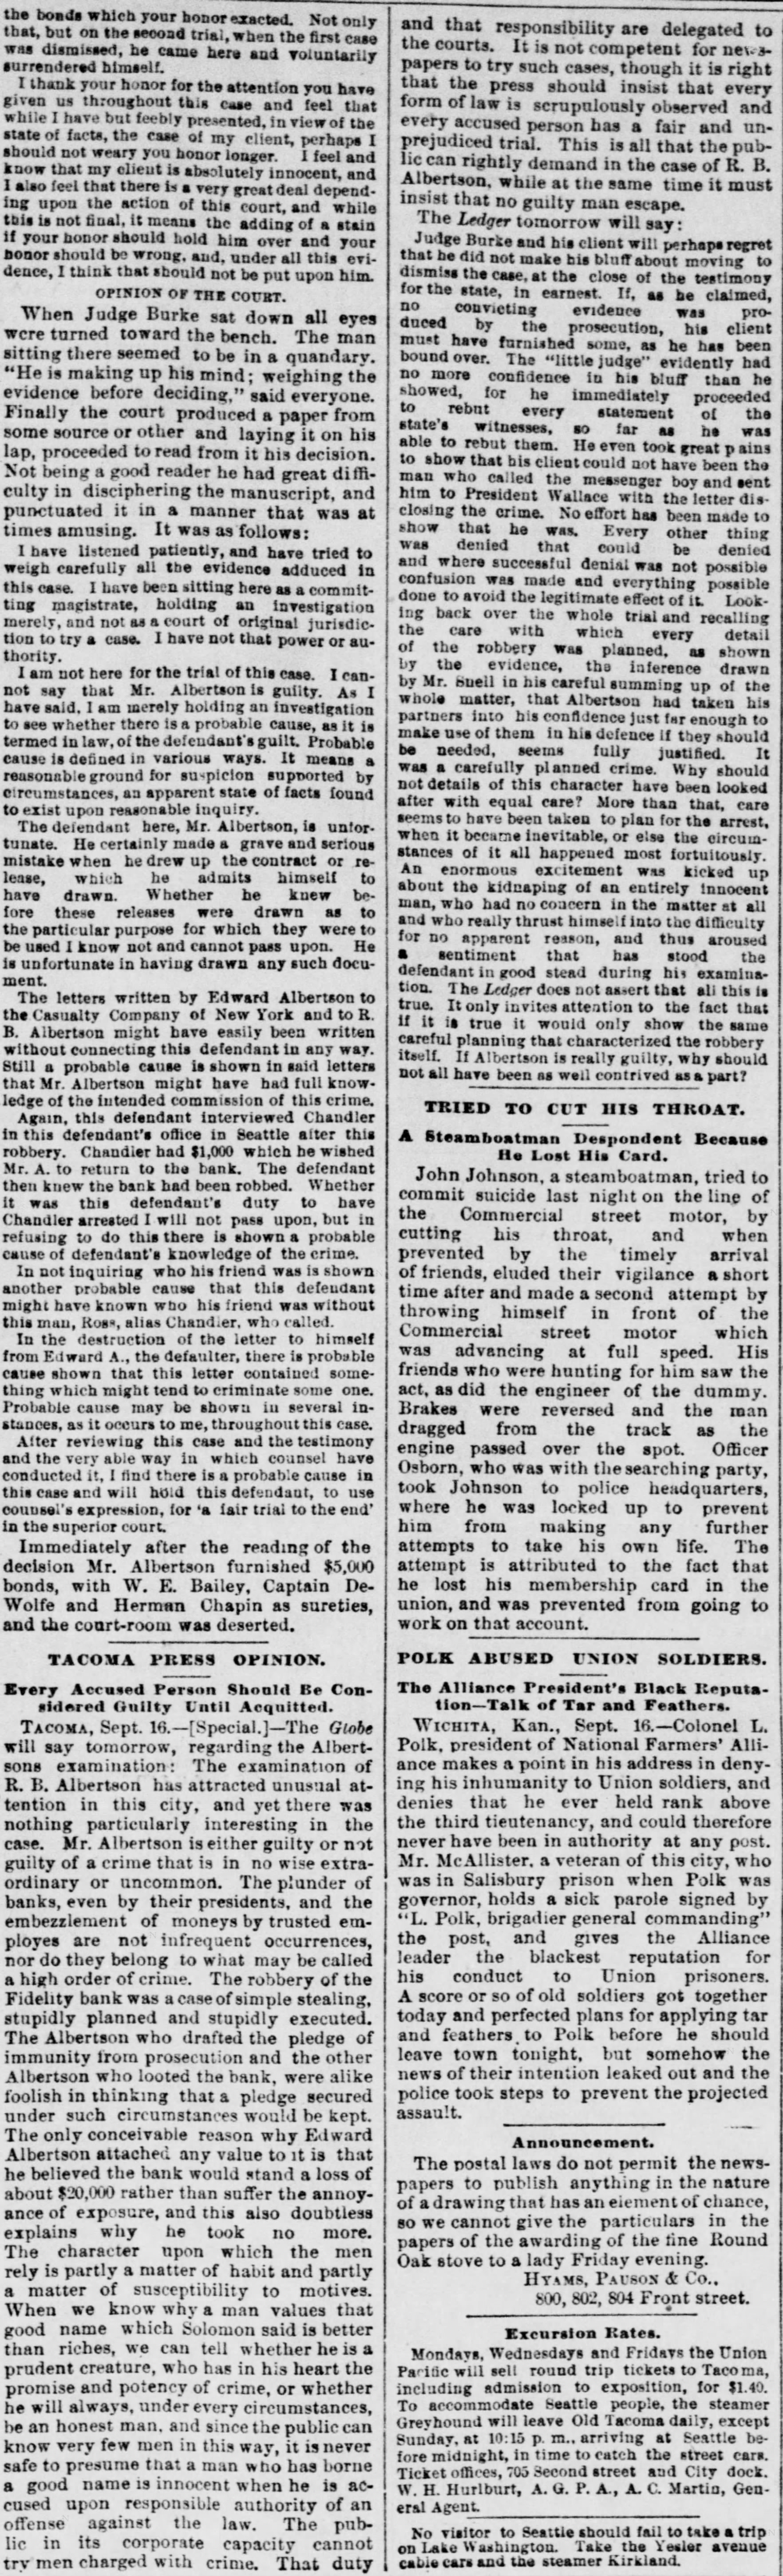 the bonds which your honor exacted. Not only
that, but on the second trial, when the first case
was dismissed, he came here and voluntarily
surrendered himself.
I thank your honor for the attention you have
given us throughout this case and feel that
while I have but feebly presented, in view of the
state of facts, the case of my client, perhaps I
should not weary you honor longer. I feel and
know that my client is absolutely innocent, and
I also feel that there is a very great deal depend-
ing upon the action of this court, and while
this is not final, it means the adding of a stain
if your honor should hold him over and your
honor should be wrong, and, under all this evi-
dence, I think that should not be put upon him.
OPINION OF THE COURT.
When Judge Burke sat down all eyes
were turned toward the bench. The man
sitting there seemed to be in a quandary.
"He is making up his mind; weighing the
evidence before deciding," said everyone.
Finally the court produced a paper from
some source or other and laying it on his
lap, proceeded to read from it his decision.
Not being a good reader he had great diffi-
culty in disciphering the manuscript, and
punctuated it in a manner that was at
times amusing. It was as follows:
I have listened patiently, and have tried to
weigh carefully all the evidence adduced in
this case. I have been sitting here as a commit-
ting magistrate, holding an investigation
merely, and not as a court of original jurisdic-
tion to try a case. I have not that power or au-
thority.
I am not here for the trial of this case. I can-
not say that Mr. Albertson is guilty. As I
have said, I am merely holding an investigation
to see whether there is a probable cause, as it is
termed in law, of the defendant's guilt. Probable
cause is defined in various ways. It means a
reasonable ground for suspicion supported by
circumstances, an apparent state of facts found
to exist upon reasonable inquiry.
The defendant here, Mr. Albertson, is unfor-
tunate. He certainly made a grave and serious
mistake when he drew up the contract or re-
lease, which he admits himself to
have drawn. Whether he knew be-
fore these releases were drawn as to
the particular purpose for which they were to
be used I know not and cannot pass upon. He
is unfortunate in having drawn any such docu-
ment.
The letters written by Edward Albertson to
the Casualty Company of New York and to R.
B. Albertson might have easily been written
without connecting this defendant in any way.
Still a probable cause is shown in said letters
that Mr. Albertson might have had full know-
ledge of the intended commission of this crime.
Again, this defendant interviewed Chandler
in this defendant's office in Seattle after this
robbery. Chandler had $1,000 which he wished
Mr. A. to return to the bank. The defendant
then knew the bank had been robbed. Whether
it was this defendant's duty to have
Chandler arrested I will not pass upon, but in
refusing to do this there is shown a probable
cause of defendant's knowledge of the crime.
In not inquiring who his friend was is shown
another probable cause that this defendant
might have known who his friend was without
this man, Ross, alias Chandler, who called.
In the destruction of the letter to himself
from Edward A., the defaulter, there is probable
cause shown that this letter contained some-
thing which might tend to criminate some one.
Probable cause may be shown in several in-
stances, as it occurs to me, throughout this case.
After reviewing this case and the testimony
and the very able way in which counsel have
conducted it, I find there is a probable cause in
this case and will hold this defendant, to use
counsel's expression, for 'a fair trial to the end'
in the superior court.
Immediately after the reading of the
decision Mr. Albertson furnished $5,000
bonds, with W. E. Bailey, Captain De-
Wolfe and Herman Chapin as sureties,
and the court-room was deserted.
TACOMA PRESS OPINION.
Every Accused Person Should Be Con-
sidered Guilty Until Acquitted.
TACOMA, Sept. 16.—[Special.]—The Globe
will say tomorrow, regarding the Albert-
sons examination: The examination of
R. B. Albertson has attracted unusual at-
tention in this city, and yet there was
nothing particularly interesting in the
case. Mr. Albertson is either guilty or not
guilty of a crime that is in no wise extra-
ordinary or uncommon. The plunder of
banks, even by their presidents, and the
embezzlement of moneys by trusted em-
ployes are not infrequent occurrences,
nor do they belong to what may be called
a high order of crime. The robbery of the
Fidelity bank was a case of simple stealing,
stupidly planned and stupidly executed.
The Albertson who drafted the pledge of
immunity from prosecution and the other
Albertson who looted the bank, were alike
foolish in thinking that a pledge secured
under such circumstances would be kept.
The only conceivable reason why Edward
Albertson attached any value to it is that
he believed the bank would stand a loss of
about $20,000 rather than suffer the annoy-
ance of exposure, and this also doubtless
explains why he took no more.
The character upon which the men
rely is partly a matter of habit and partly
a matter of susceptibility to motives.
When we know why a man values that
good name which Solomon said is better
than riches, we can tell whether he is a
prudent creature, who has in his heart the
promise and potency of crime, or whether
he will always, under every circumstances,
be an honest man, and since the public can
know very few men in this way, it is never
safe to presume that a man who has borne
a good name is innocent when he is ac-
cused upon responsible authority of an
offense against the law. The pub-
lic in its corporate capacity cannot
try men charged with crime. That duty
and that responsibility are delegated to
the courts. It is not competent for news-
papers to try such cases, though it is right
that the press should insist that every
form of law is scrupulously observed and
every accused person has a fair and un-
prejudiced trial. This is all that the pub-
lic can rightly demand in the case of R. B.
Albertson, while at the same time it must
insist that no guilty man escape.
The Ledger tomorrow will say:
Judge Burke and his client will perhaps regret
that he did not make his bluff about moving to
dismiss the case, at the close of the testimony
for the state, in earnest. If, as he claimed,
no convicting evidence was pro-
duced by the prosecution, his client
must have furnished some, as he has been
bound over. The "little judge" evidently had
no more confidence in his bluff than he
showed, for he immediately proceeded
to rebut every statement of the
state's witnesses, so far as he was
able to rebut them. He even took great pains
to show that his client could not have been the
man who called the messenger boy and sent
him to President Wallace with the letter dis-
closing the crime. No effort has been made to
show that he was. Every other thing
was denied that could be denied
and where successful denial was not possible
confusion was made and everything possible
done to avoid the legitimate effect of it. Look-
ing back over the whole trial and recalling
the care with which every detail
of the robbery was planned, as shown
by the evidence, the inference drawn
by Mr. Snell in his careful summing up of the
whole matter, that Albertson had taken his
partners into his confidence just far enough to
make use of them in his defence if they should
be needed, seems fully justified. It
was a carefully planned crime. Why should
not details of this character have been looked
after with equal care? More than that, care
seems to have been taken to plan for the arrest,
when it became inevitable, or else the circum-
stances of it all happened most fortuitously.
An enormous excitement was kicked up
about the kidnaping of an entirely innocent
man, who had no concern in the matter at all
and who really thrust himself into the difficulty
for no apparent reason, and thus aroused
a sentiment that has stood the
defendant in good stead during his examina-
tion. The Ledger does not assert that all this is
true. It only invites attention to the fact that
if it is true it would only show the same
careful planning that characterized the robbery
itself. If Albertson is really guilty, why should
not all have been as well contrived as a part?
TRIED TO CUT HIS THROAT.
A Steamboatman Despondent Because
He Lost His Card.
John Johnson, a steamboatman, tried to
commit suicide last night on the line of
the Commercial street motor, by
cutting his throat, and when
prevented by the timely arrival
of friends, eluded their vigilance a short
time after and made a second attempt by
throwing himself in front of the
Commercial street motor which
was advancing at full speed. His
friends who were hunting for him saw the
act, as did the engineer of the dummy.
Brakes were reversed and the man
dragged from the track as the
engine passed over the spot. Officer
Osborn, who was with the searching party,
took Johnson to police headquarters,
where he was locked up to prevent
him from making any further
attempts to take his own life. The
attempt is attributed to the fact that
he lost his membership card in the
union, and was prevented from going to
work on that account.
POLK ABUSED UNION SOLDIERS.
The Alliance President's Black Reputa-
tion—Talk of Tar and Feathers.
WICHITA, Kan., Sept. 16.—Colonel L.
Polk, president of National Farmers' Alli-
ance makes a point in his address in deny-
ing his inhumanity to Union soldiers, and
denies that he ever held rank above
the third tieutenancy, and could therefore
never have been in authority at any post.
Mr. McAllister, a veteran of this city, who
was in Salisbury prison when Polk was
governor, holds a sick parole signed by
"L. Polk, brigadier general commanding"
the post, and gives the Alliance
leader the blackest reputation for
his conduct to Union prisoners.
A score or so of old soldiers got together
today and perfected plans for applying tar
and feathers to Polk before he should
leave town tonight, but somehow the
news of their intention leaked out and the
police took steps to prevent the projected
assault.
Announcement.
The postal laws do not permit the news-
papers to publish anything in the nature
of a drawing that has an element of chance,
so we cannot give the particulars in the
papers of the awarding of the fine Round
Oak stove to a lady Friday evening.
HYAMS, PAUSON & Co.,
800, 802, 804 Front street.
Excursion Rates.
Mondays, Wednesdays and Fridays the Union
Pacific will sell round trip tickets to Tacoma,
including admission to exposition, for $1.40.
To accommodate Seattle people, the steamer
Greyhound will leave Old Tacoma daily, except
Sunday, at 10:15 p. m., arriving at Seattle be-
fore midnight, in time to catch the street cars.
Ticket offices, 705 Second street and City dock.
W. H. Hurlburt, A. G. P. A., A. C. Martin, Gen-
eral Agent.
No visitor to Seattle should fail to take a trip
on Lake Washington. Take the Yesler avenue
cable cars and the steamer Kirkland.